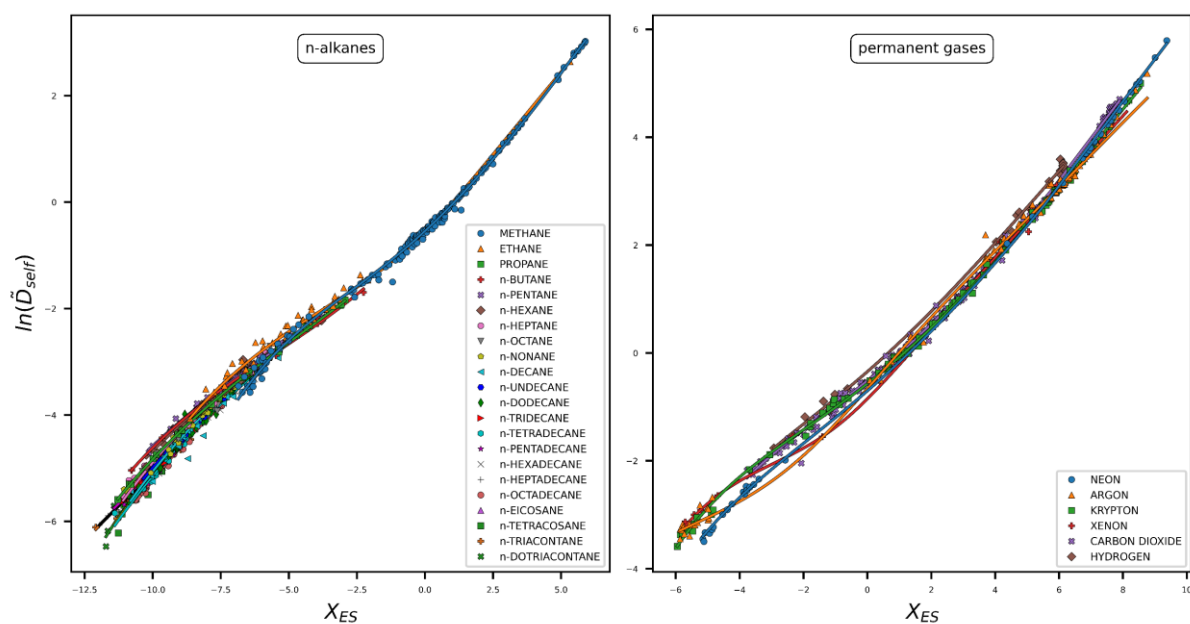 n-alkanes
ln(D̃self)
2
0
−2
−4
−6
−12.5 −10.0 −7.5 −5.0 −2.5 0.0 2.5 5.0
XES
METHANE
ETHANE
PROPANE
n-BUTANE
n-PENTANE
n-HEXANE
n-HEPTANE
n-OCTANE
n-NONANE
n-DECANE
n-UNDECANE
n-DODECANE
n-TRIDECANE
n-TETRADECANE
n-PENTADECANE
n-HEXADECANE
n-HEPTADECANE
n-OCTADECANE
n-EICOSANE
n-TETRACOSANE
n-TRIACONTANE
n-DOTRIACONTANE
permanent gases
6
4
2
0
−2
−4
−6 −4 −2 0 2 4 6 8 10
XES
NEON
ARGON
KRYPTON
XENON
CARBON DIOXIDE
HYDROGEN